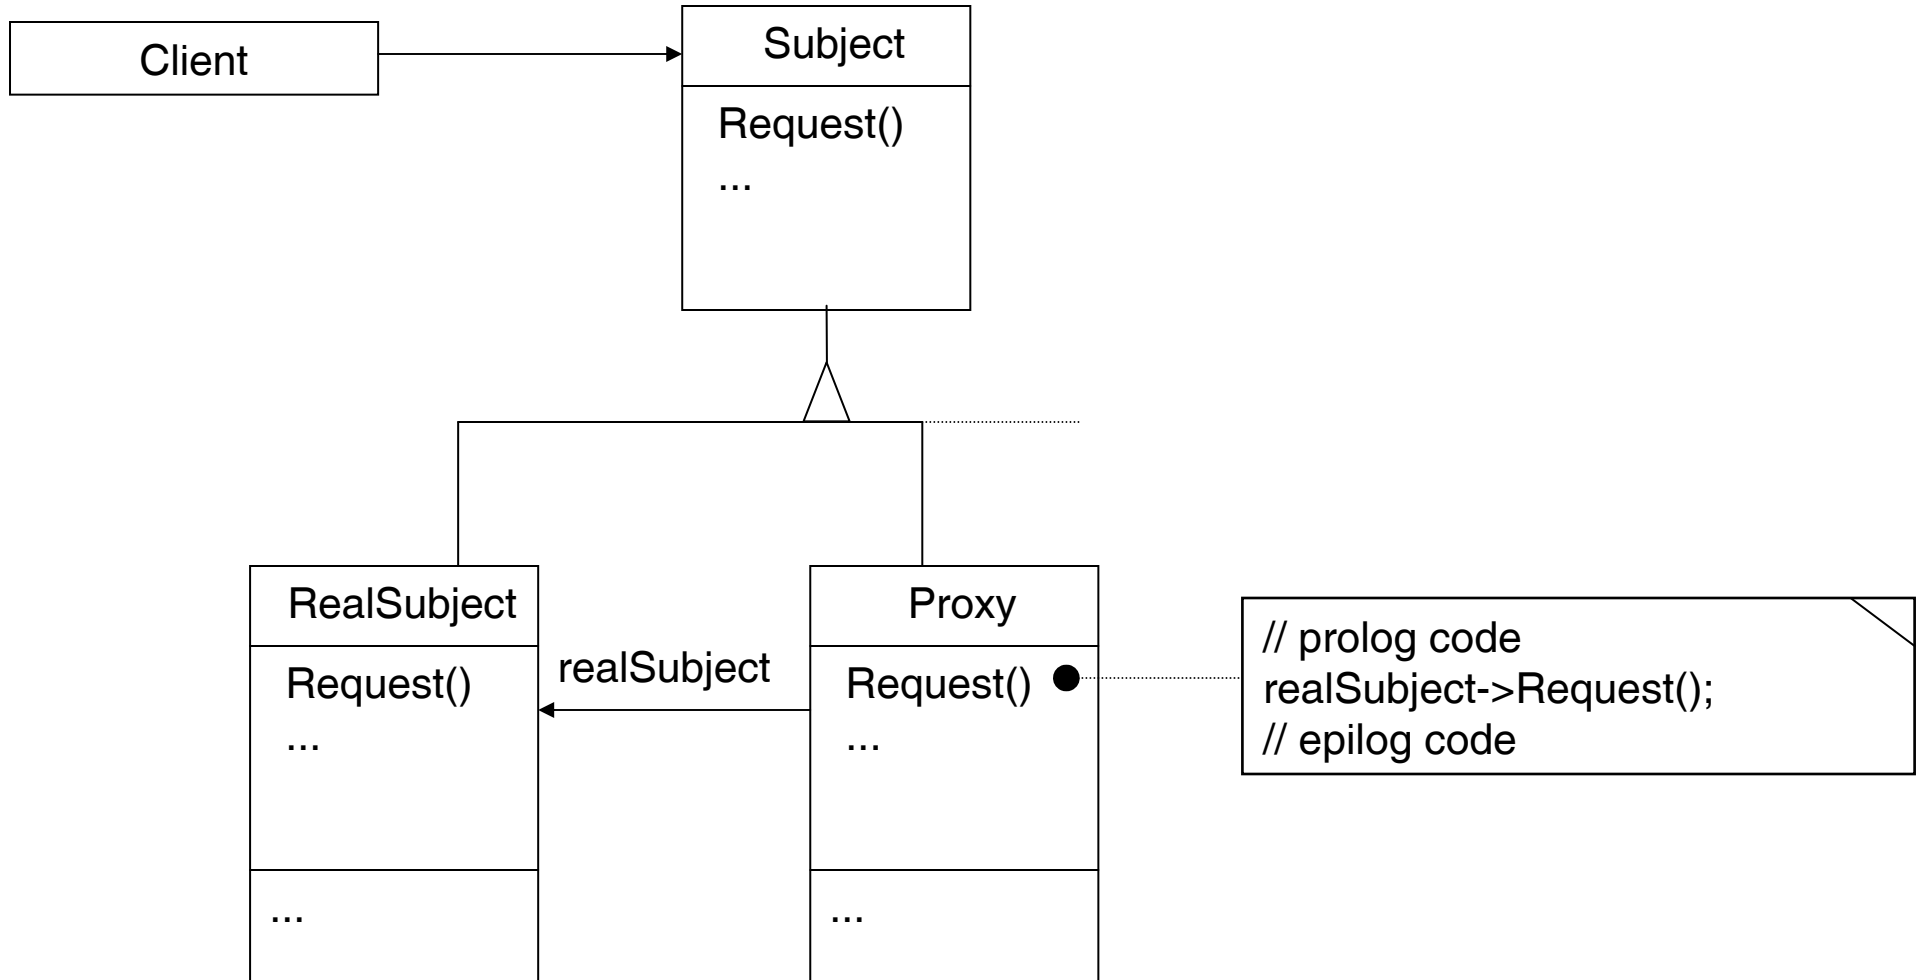 Client
Subject
Request()
...
RealSubject
Request()
...
...
realSubject
Proxy
Request()
...
...
// prolog code
realSubject->Request();
// epilog code